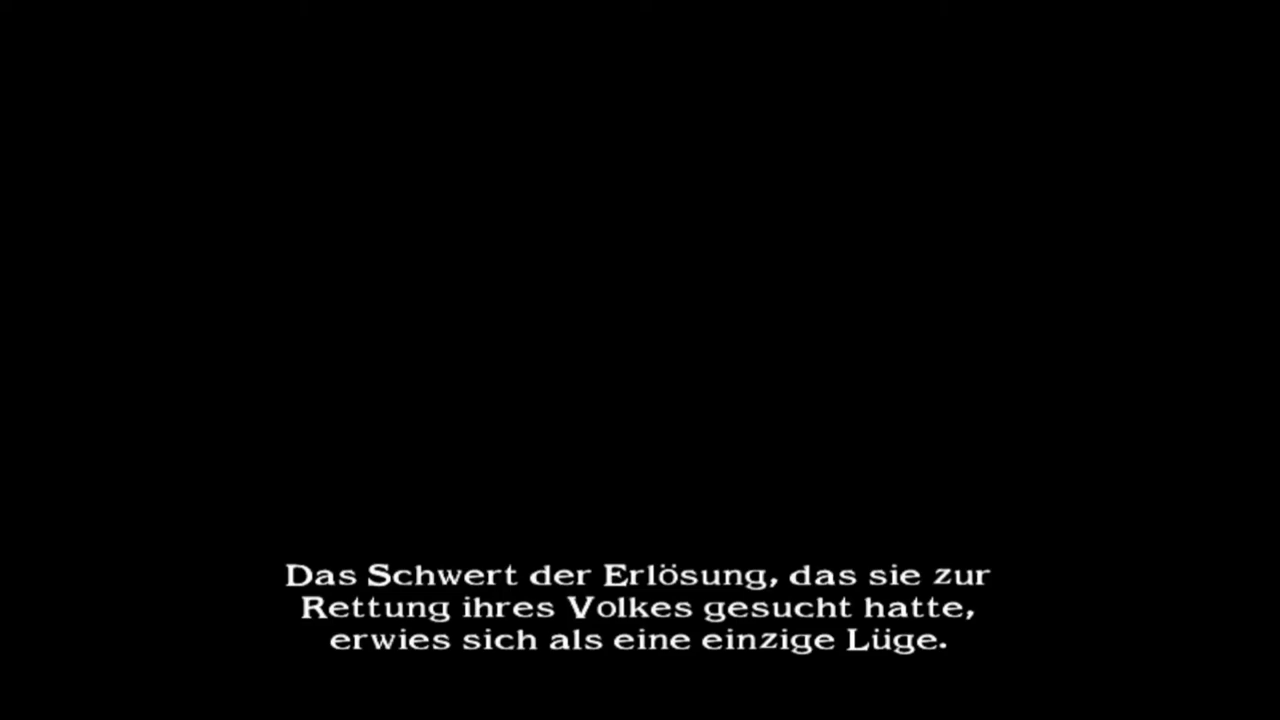 Das Schwert der Erlösung, das sie zur
Rettung ihres Volkes gesucht hatte,
erwies sich als eine einzige Lüge.